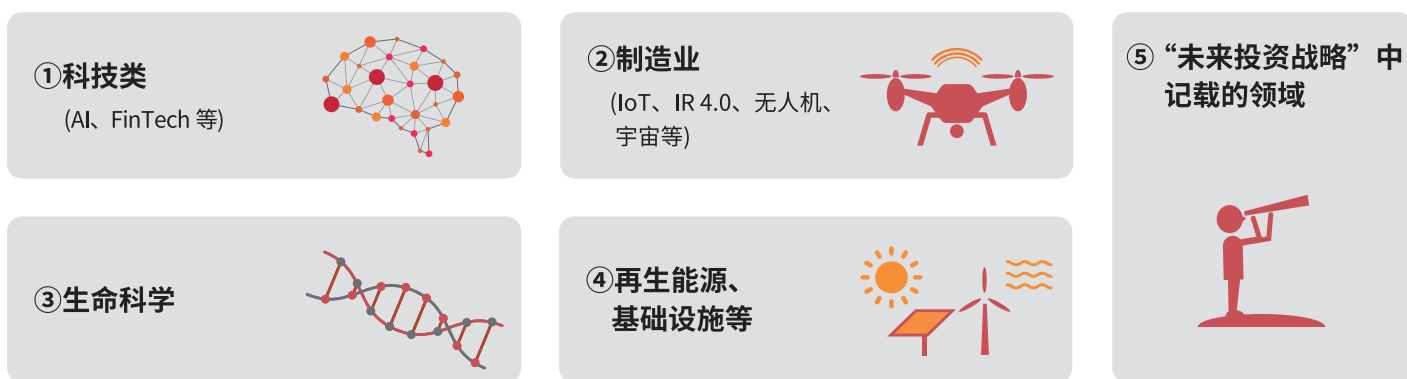 ①科技类
(AI、FinTech 等)
②制造业
(IoT、IR 4.0、无人机、
宇宙等)
③生命科学
④再生能源、
基础设施等
⑤“未来投资战略”中
记载的领域